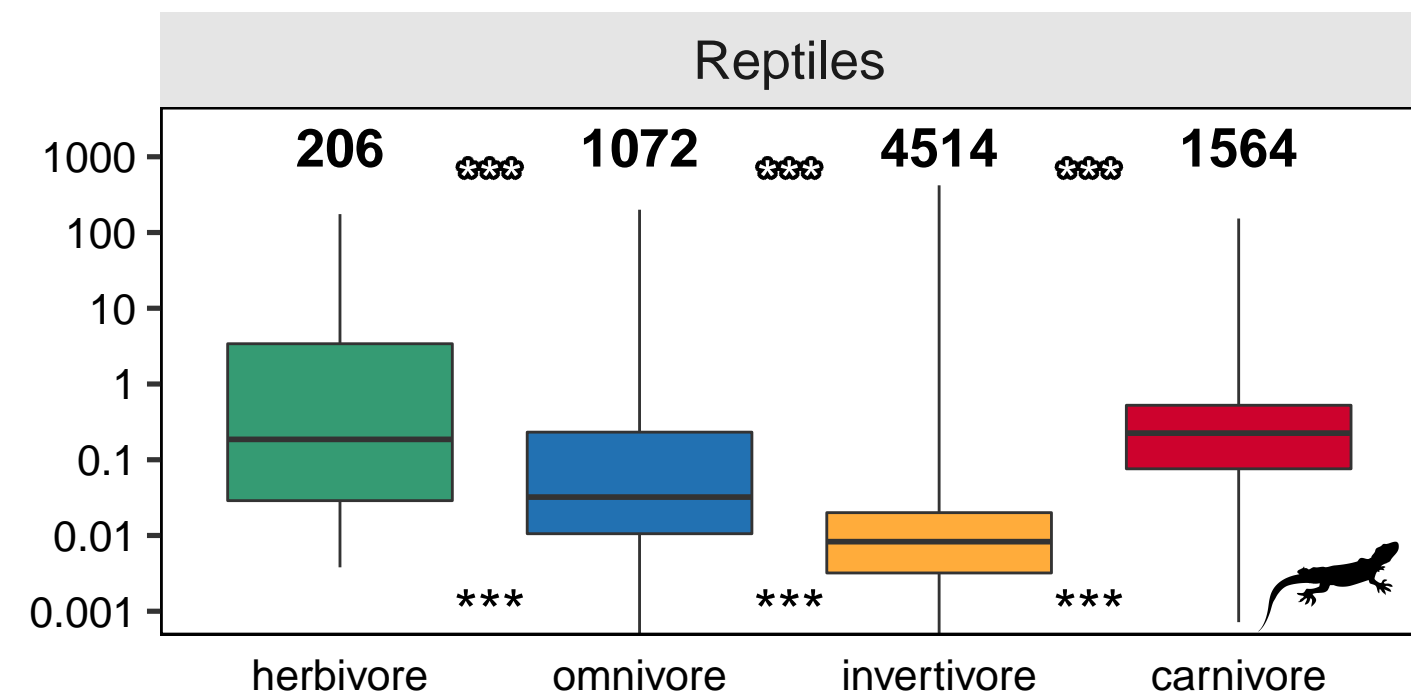 Reptiles
1000 206 *** 1072 *** 4514 *** 1564
100
10
1
0.1
0.01
0.001 *** *** ***
herbivore omnivore invertivore carnivore